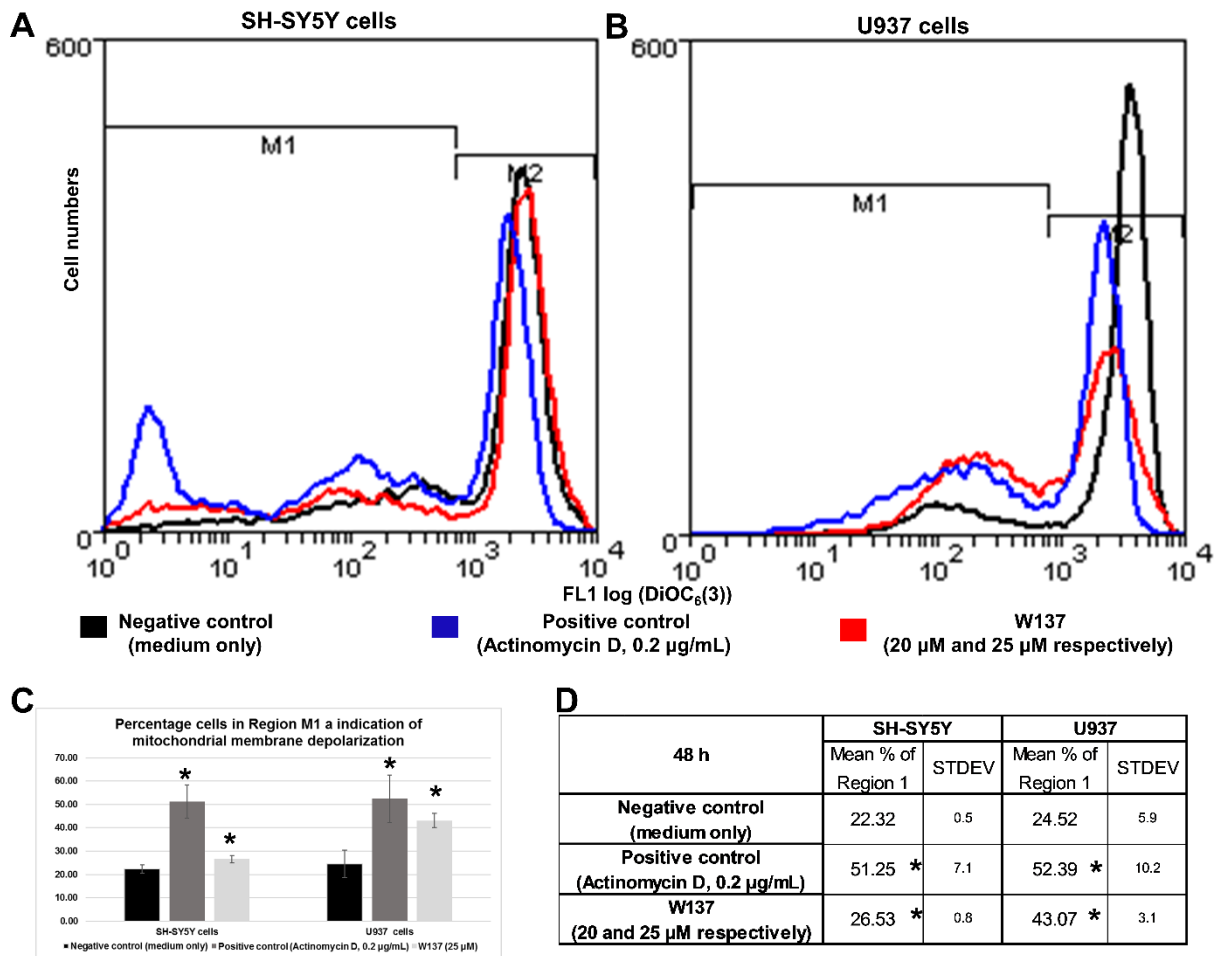 A
SH-SY5Y cells
B
U937 cells
600
M1
M2
Cell numbers
0
10^0 10^1 10^2 10^3 10^4
600
M1
0
10^0 10^1 10^2 10^3 10^4
FL1 log (DiOC₆(3))
Negative control
(medium only)
Positive control
(Actinomycin D, 0.2 µg/mL)
W137
(20 µM and 25 µM respectively)
C
Percentage cells in Region M1 a indication of
mitochondrial membrane depolarization
70.00
60.00
50.00
40.00
30.00
20.00
10.00
0.00
* * * *
SH-SY5Y cells U937 cells
Negative control (medium only) Positive control (Actinomycin D, 0.2 µg/mL) W137 (25 µM)
D
48 h
SH-SY5Y U937
Mean % of
Region 1
STDEV
Mean % of
Region 1
STDEV
Negative control
(medium only)
22.32 0.5 24.52 5.9
Positive control
(Actinomycin D, 0.2 µg/mL)
51.25 * 7.1 52.39 * 10.2
W137
(20 and 25 µM respectively)
26.53 * 0.8 43.07 * 3.1